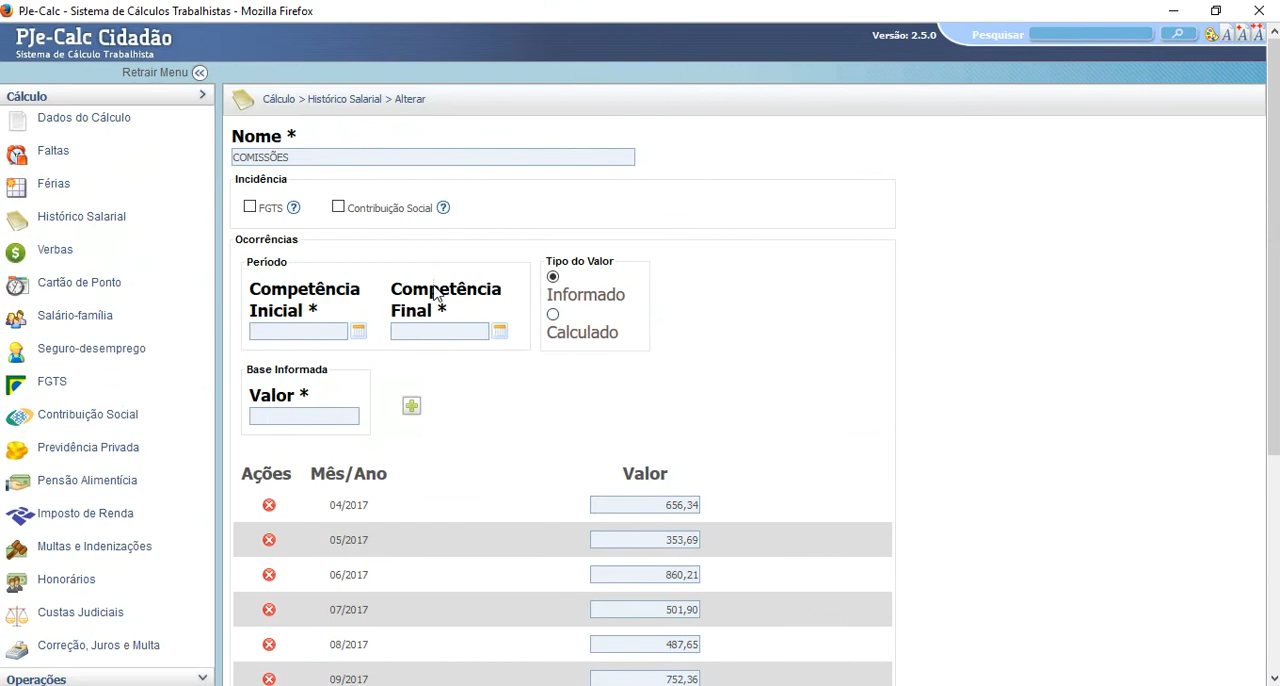 PJe-Calc - Sistema de Cálculos Trabalhistas - Mozilla Firefox
PJe-Calc Cidadão
Sistema de Cálculo Trabalhista
Versão: 2.5.0
Pesquisar
A A A
Retrair Menu
Cálculo
Dados do Cálculo
Faltas
Férias
Histórico Salarial
Verbas
Cartão de Ponto
Salário-família
Seguro-desemprego
FGTS
Contribuição Social
Previdência Privada
Pensão Alimentícia
Imposto de Renda
Multas e Indenizações
Honorários
Custas Judiciais
Correção, Juros e Multa
Operações
Cálculo > Histórico Salarial > Alterar
Nome *
COMISSÕES
Incidência
FGTS ? Contribuição Social ?
Ocorrências
Período
Competência Inicial *
Competência Final *
Tipo do Valor
Informado
Calculado
Base Informada
Valor *
Ações Mês/Ano Valor
04/2017 656,34
05/2017 353,69
06/2017 860,21
07/2017 501,90
08/2017 487,65
09/2017 752,36